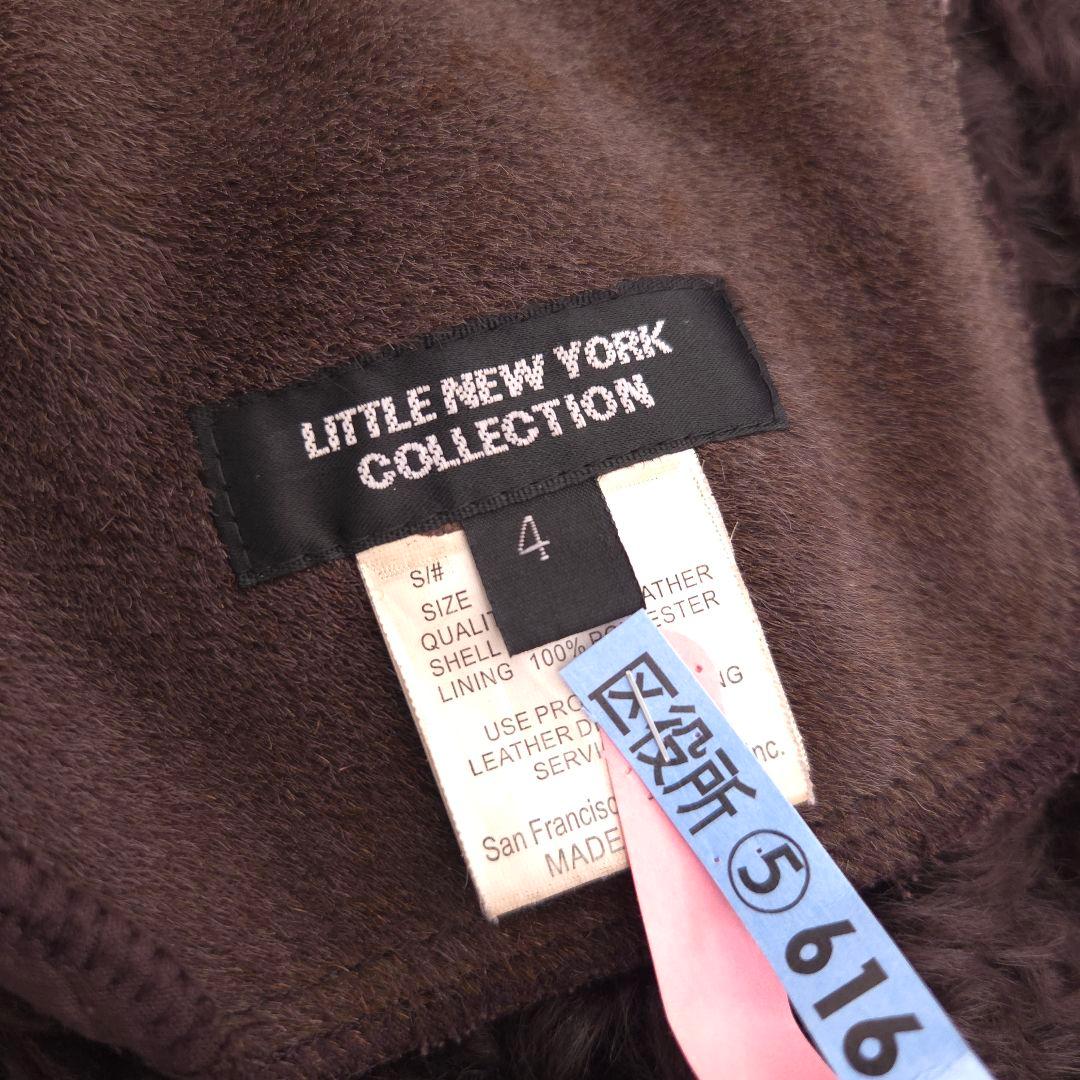 LITTLE NEW YORK
COLLECTION
4
S/#
SIZE
QUALI
SHELL
LINING 100%
ATHER
ESTER
NG
USE PRO
LEATHER D
SERVI
nc.
San Francisc
MADE
区役所 ⑤ 616